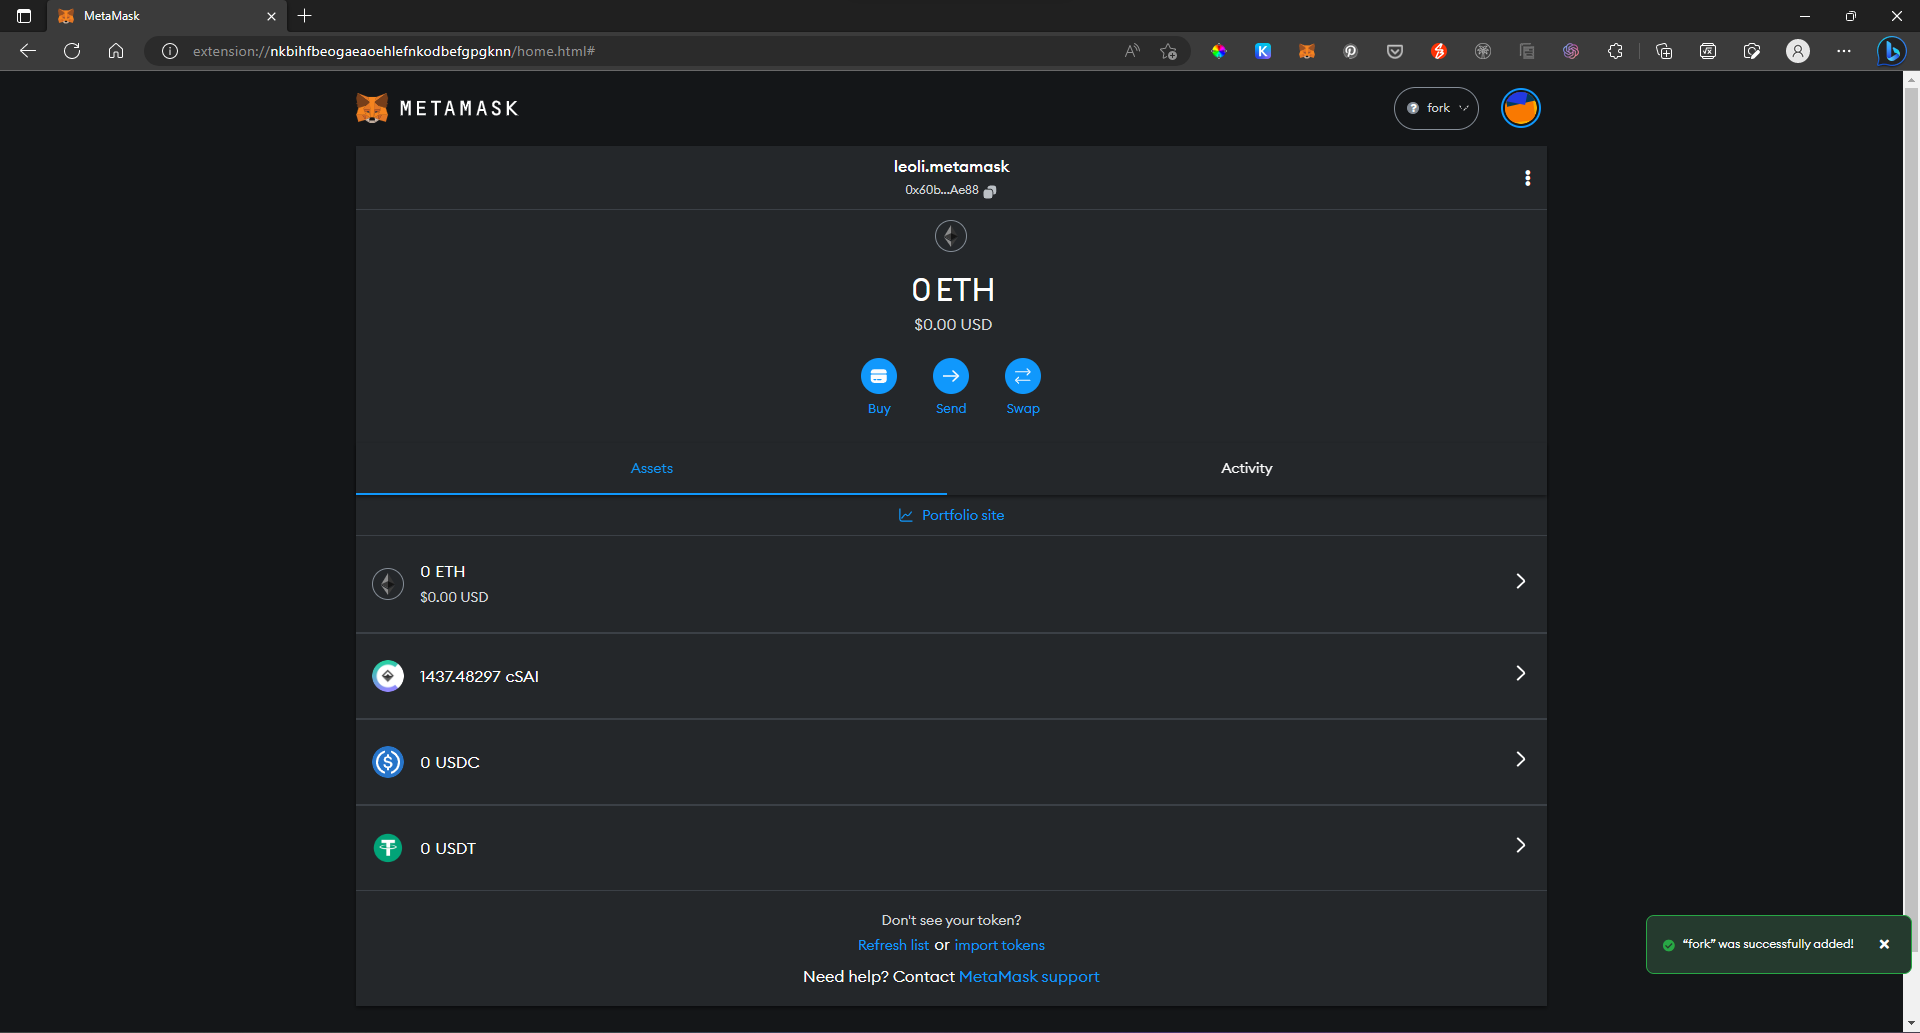 MetaMask
extension://nkbihfbeogaeaoehlefnkodbefgpgknn/home.html#
METAMASK
fork
leoli.metamask
0x60b...Ae88
0 ETH
$0.00 USD
Buy
Send
Swap
Assets
Activity
Portfolio site
0 ETH
$0.00 USD
1437.48297 cSAI
0 USDC
0 USDT
Don't see your token?
Refresh list or import tokens
Need help? Contact MetaMask support
“fork” was successfully added!